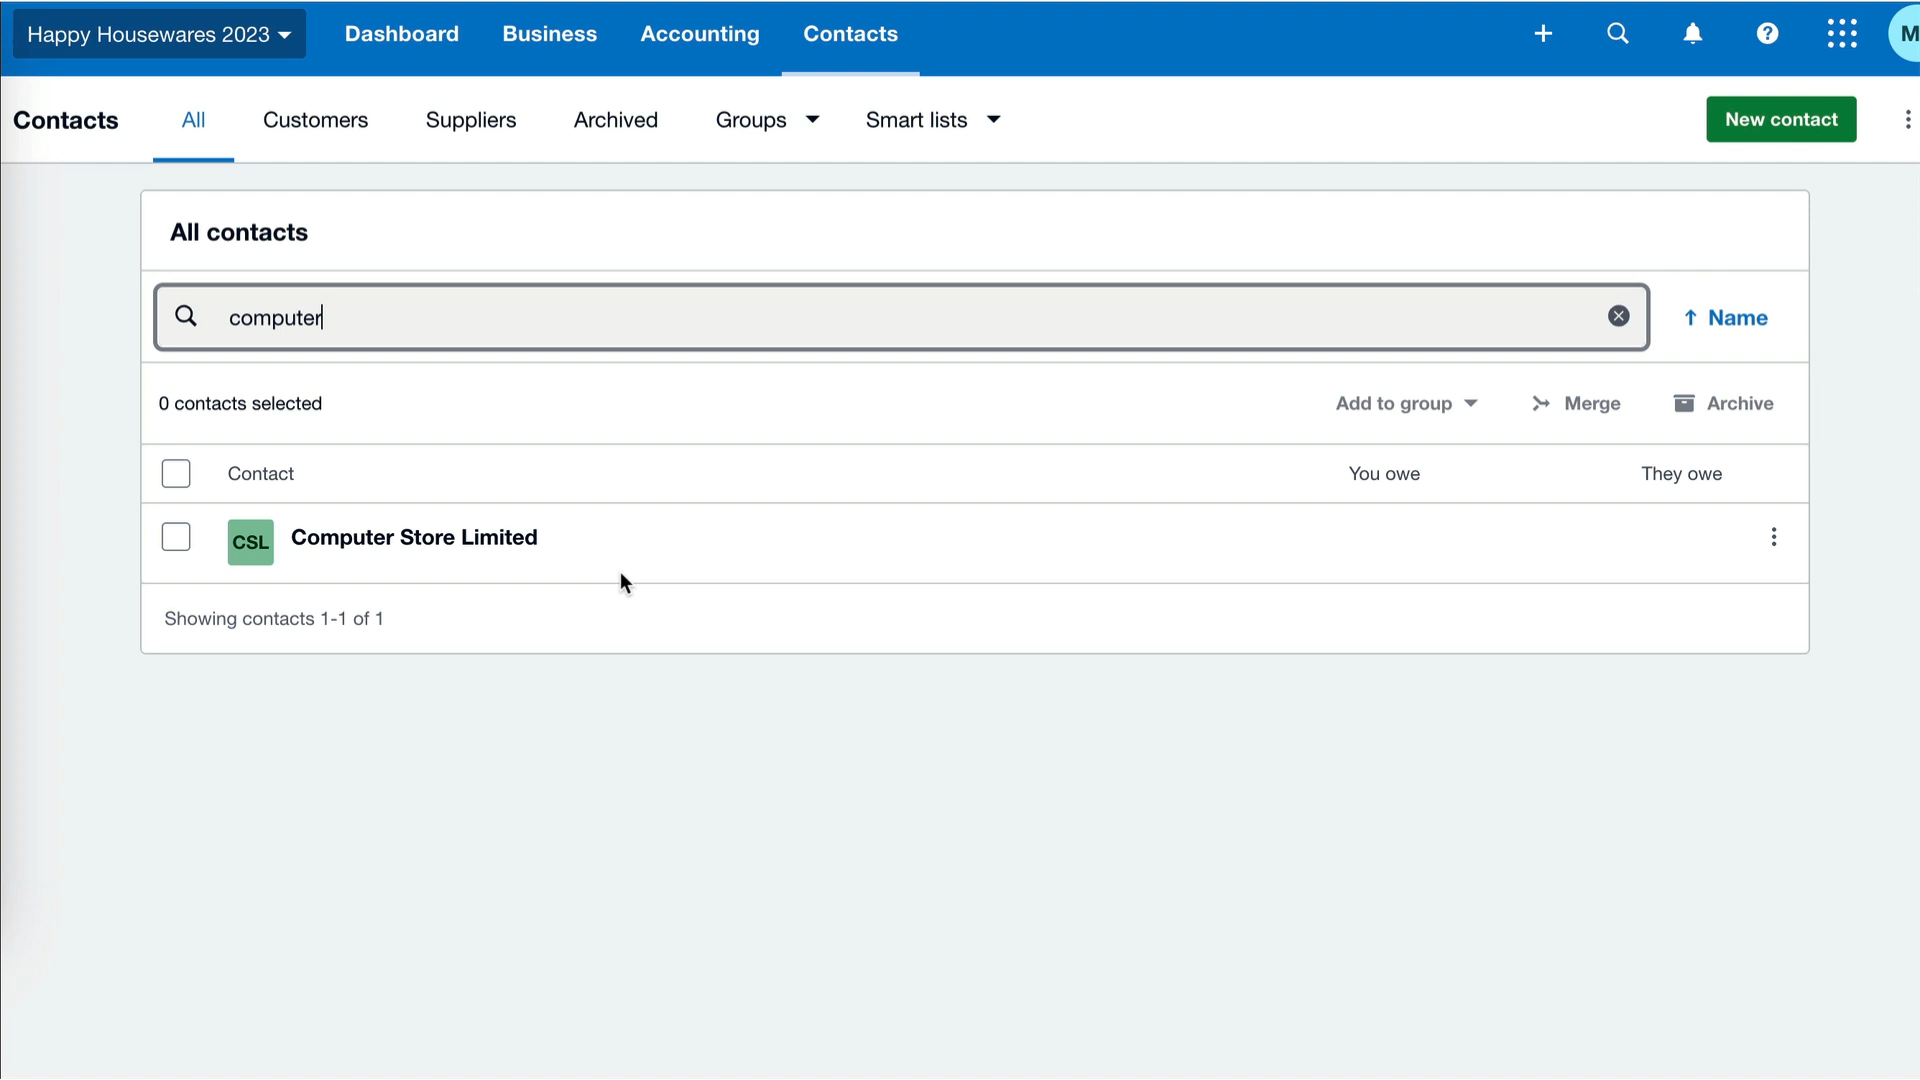 Happy Housewares 2023 Dashboard Business Accounting Contacts M
Contacts All Customers Suppliers Archived Groups Smart lists New contact
All contacts
computer Name
0 contacts selected Add to group Merge Archive
Contact You owe They owe
CSL Computer Store Limited
Showing contacts 1-1 of 1